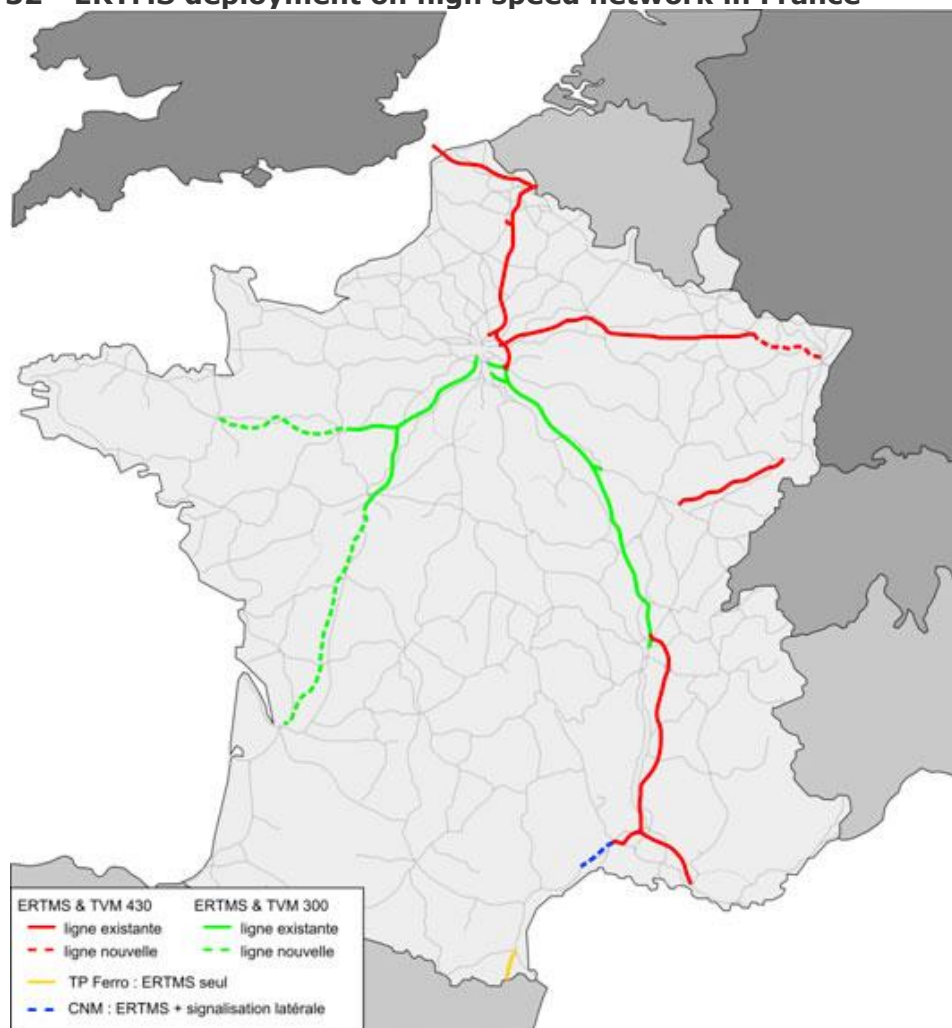 32 - ERTMS deployment on high speed network in France
ERTMS & TVM 430 ERTMS & TVM 300
ligne existante ligne existante
ligne nouvelle ligne nouvelle
TP Ferro : ERTMS seul
CNM : ERTMS + signalisation latérale